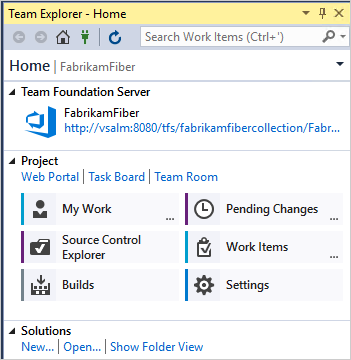 Team Explorer - Home
Search Work Items (Ctrl+')
Home | FabrikamFiber
Team Foundation Server
FabrikamFiber
http://vsalm:8080/tfs/fabrikamfibercollection/Fabr...
Project
Web Portal | Task Board | Team Room
My Work ...
Pending Changes ...
Source Control
Explorer
Work Items ...
Builds
Settings
Solutions
New... | Open... | Show Folder View